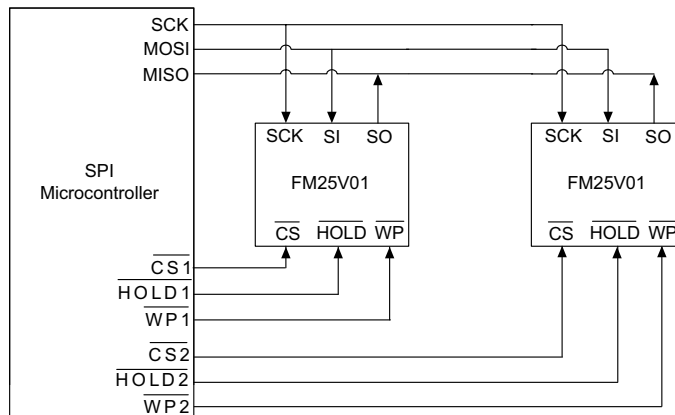 SCK
MOSI
MISO
SCK SI SO
SCK SI SO
SPI
Microcontroller
FM25V01
FM25V01
CS HOLD WP
CS HOLD WP
CS1
HOLD1
WP1
CS2
HOLD2
WP2